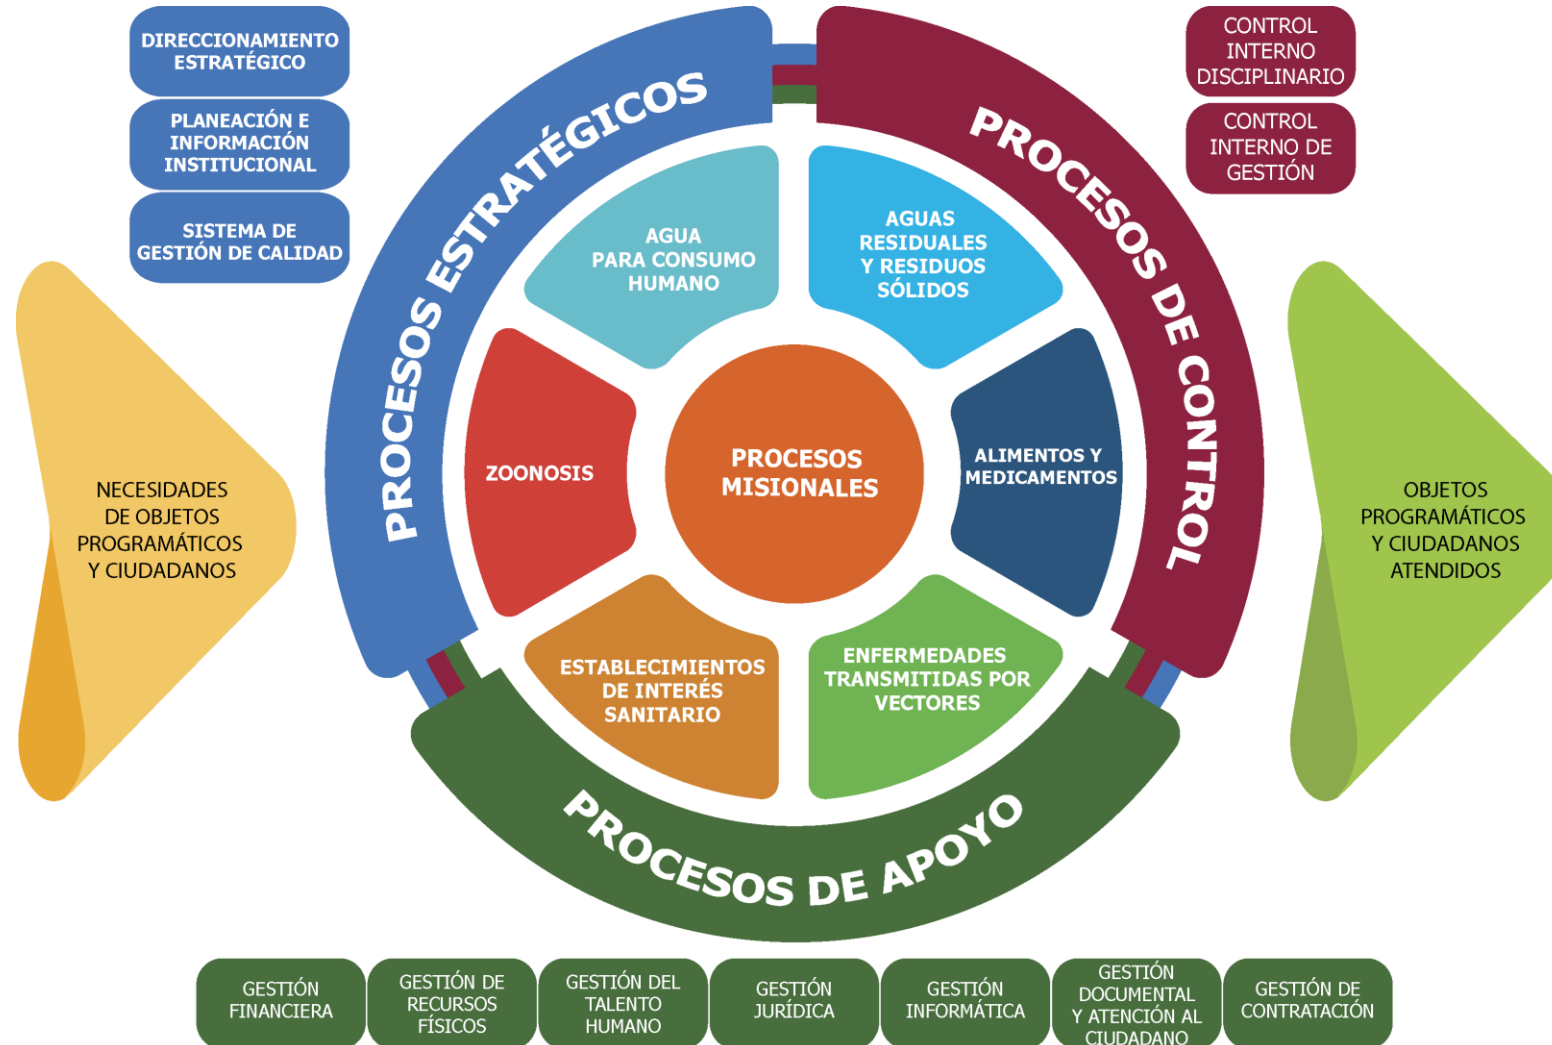 DIRECCIONAMIENTO
ESTRATÉGICO
PLANEACIÓN E
INFORMACIÓN
INSTITUCIONAL
SISTEMA DE
GESTIÓN DE CALIDAD
CONTROL
INTERNO
DISCIPLINARIO
CONTROL
INTERNO DE
GESTIÓN
PROCESOS ESTRATÉGICOS
PROCESOS DE CONTROL
AGUA
PARA CONSUMO
HUMANO
AGUAS
RESIDUALES
Y RESIDUOS
SÓLIDOS
ZOONOSIS
PROCESOS
MISIONALES
ALIMENTOS Y
MEDICAMENTOS
NECESIDADES
DE OBJETOS
PROGRAMÁTICOS
Y CIUDADANOS
OBJETOS
PROGRAMÁTICOS
Y CIUDADANOS
ATENDIDOS
ESTABLECIMIENTOS
DE INTERÉS
SANITARIO
ENFERMEDADES
TRANSMITIDAS POR
VECTORES
PROCESOS DE APOYO
GESTIÓN
FINANCIERA
GESTIÓN DE
RECURSOS
FÍSICOS
GESTIÓN DEL
TALENTO
HUMANO
GESTIÓN
JURÍDICA
GESTIÓN
INFORMÁTICA
GESTIÓN
DOCUMENTAL
Y ATENCIÓN AL
CIUDADANO
GESTIÓN DE
CONTRATACIÓN